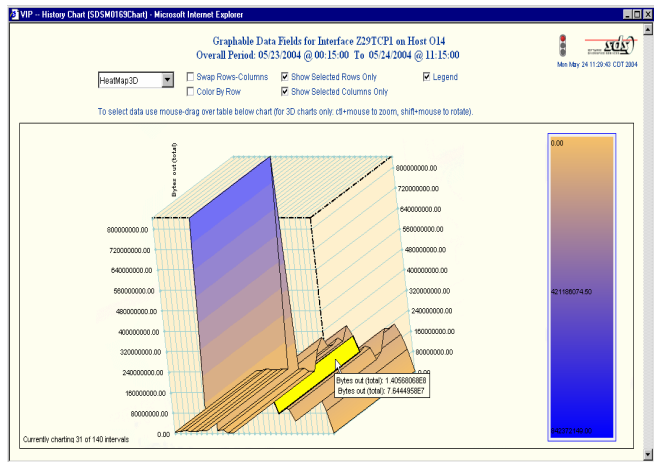 VIP -- History Chart (SDSM0169Chart) - Microsoft Internet Explorer
Graphable Data Fields for Interface Z29TCP1 on Host O14
Overall Period: 05/23/2004 @ 00:15:00 To 05/24/2004 @ 11:15:00
sds
Mon May 24 11:29:43 CDT 2004
HeatMap3D
Swap Rows-Columns
Show Selected Rows Only
Legend
Color By Row
Show Selected Columns Only
To select data use mouse-drag over table below chart (for 3D charts only: ctl+mouse to zoom, shift+mouse to rotate).
Bytes out (total)
800000000.00
720000000.00
640000000.00
560000000.00
480000000.00
400000000.00
320000000.00
240000000.00
160000000.00
80000000.00
0.00
800000000.00
720000000.00
640000000.00
560000000.00
480000000.00
400000000.00
320000000.00
240000000.00
160000000.00
80000000.00
0.00
Bytes out (total): 1.40568068E8
Bytes out (total): 7.6444958E7
0.00
421186074.50
Currently charting 31 of 140 intervals